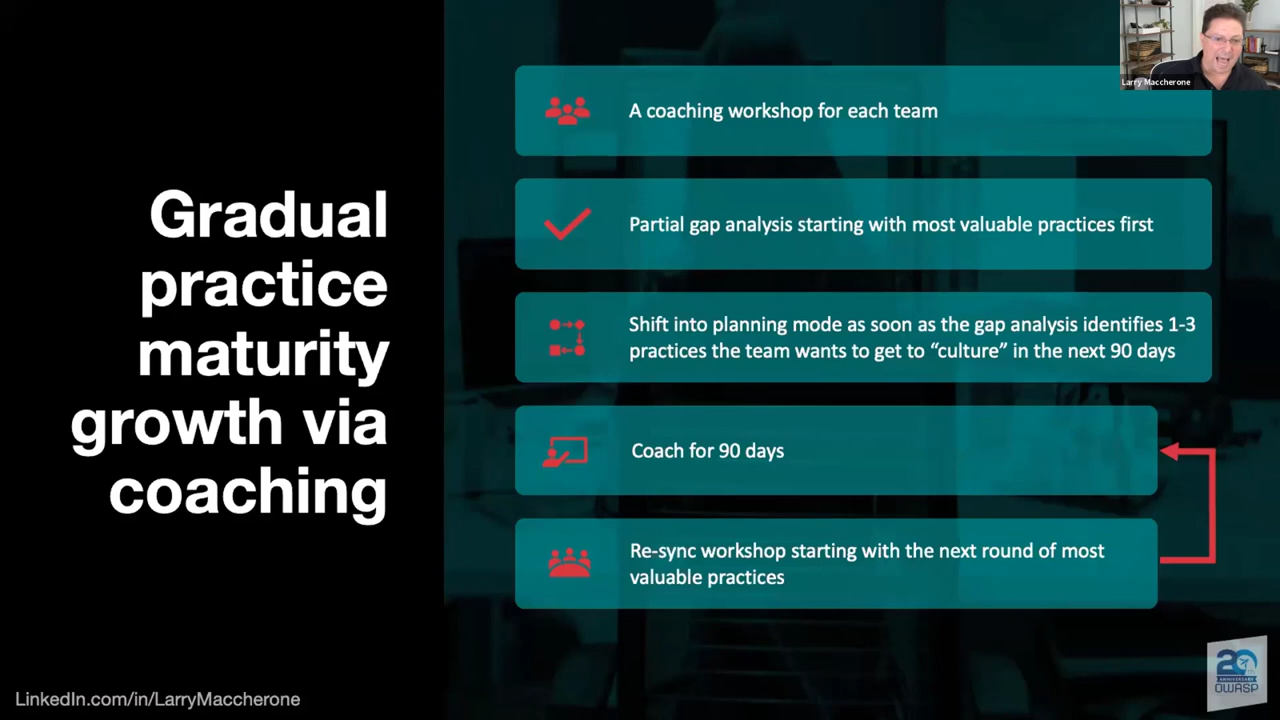 Gradual
practice
maturity
growth via
coaching
A coaching workshop for each team
Partial gap analysis starting with most valuable practices first
Shift into planning mode as soon as the gap analysis identifies 1-3
practices the team wants to get to “culture” in the next 90 days
Coach for 90 days
Re-sync workshop starting with the next round of most
valuable practices
Larry Maccherone
LinkedIn.com/in/LarryMaccherone
20
ANNIVERSARY
OWASP